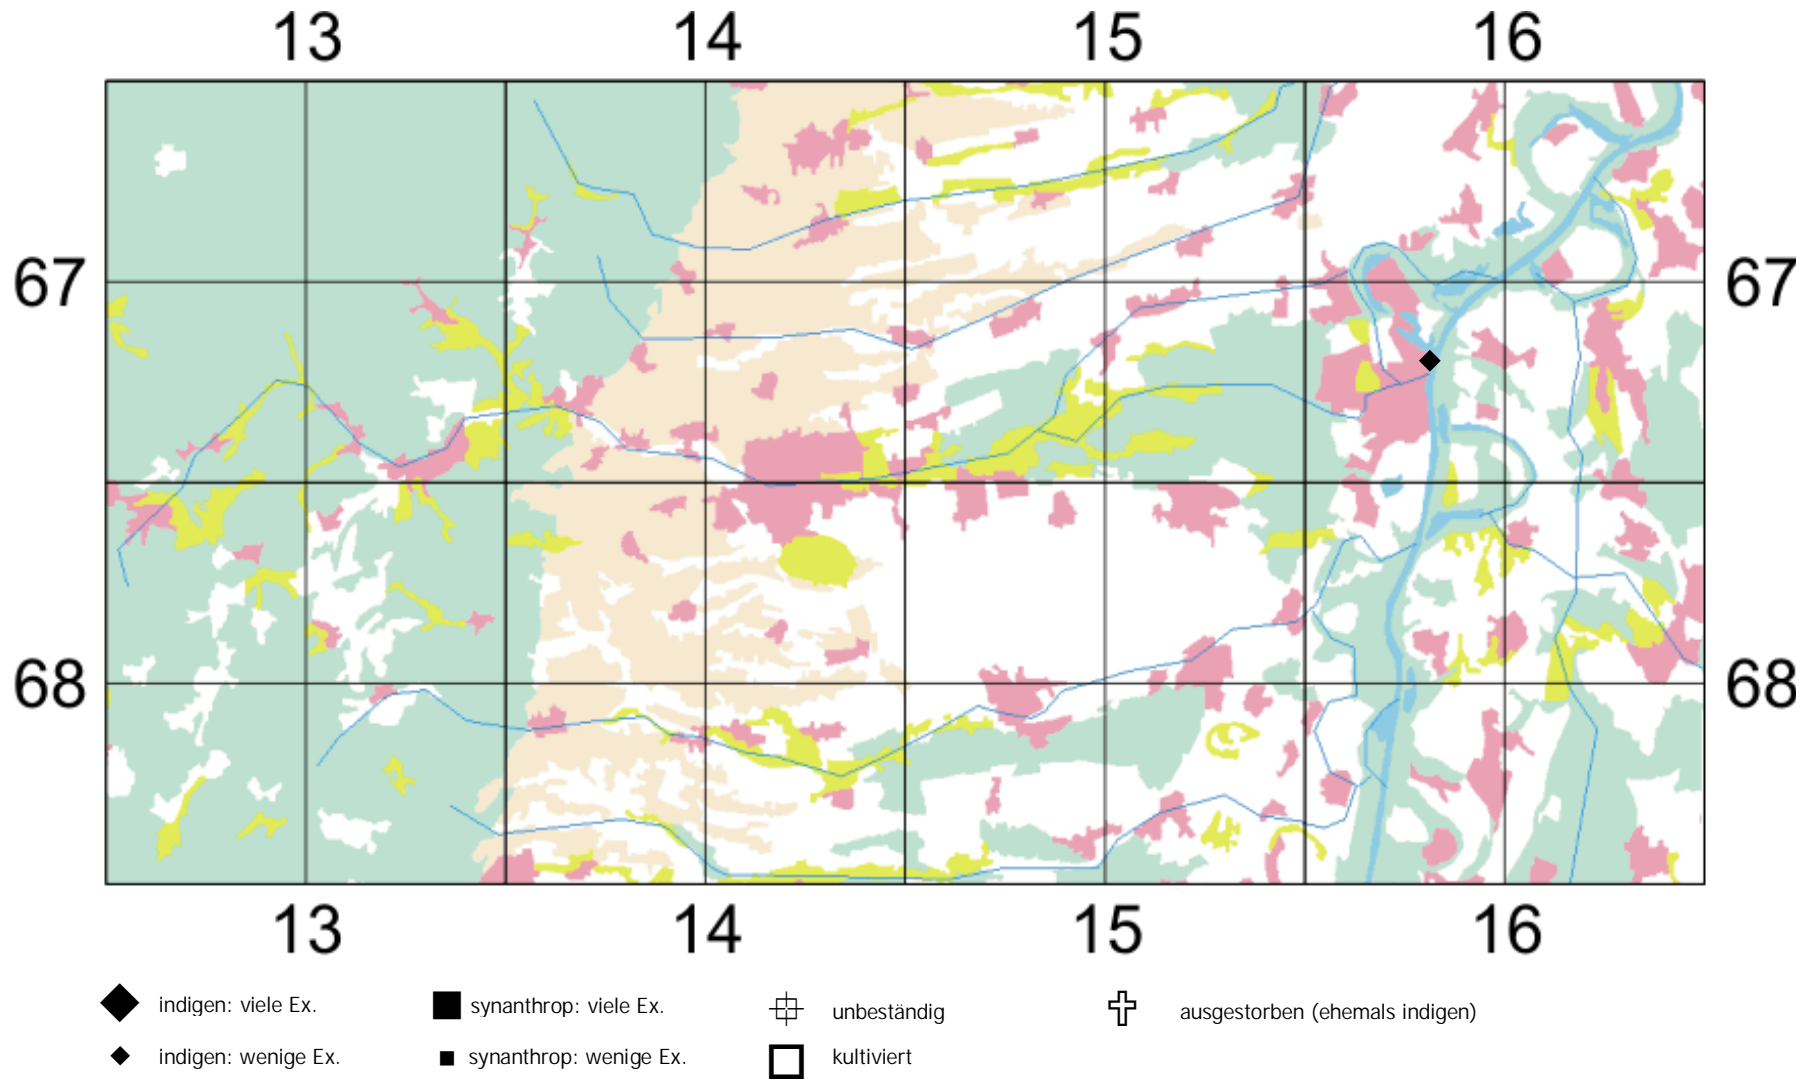 13 14 15 16
67 67
68 68
13 14 15 16
indigen: viele Ex. synanthrop: viele Ex. unbeständig ausgestorben (ehemals indigen)
indigen: wenige Ex. synanthrop: wenige Ex. kultiviert